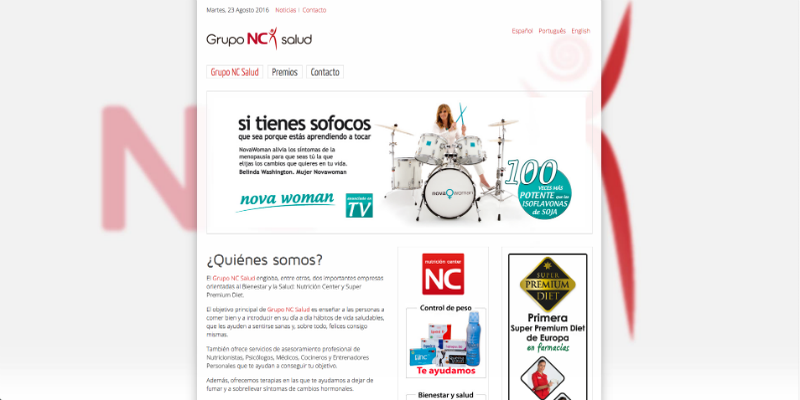 Martes, 23 Agosto 2016 Noticias | Contacto
Grupo NC salud
Español Português English
Grupo NC Salud Premios Contacto
si tienes sofocos
que sea porque estás aprendiendo a tocar
NovaWoman alivia los síntomas de la
menopausia para que seas tú la que
elijas los cambios que quieres en tu vida.
Belinda Washington. Mujer Novawoman
nova woman
anunciado en
TV
nova woman
100
VECES MÁS
POTENTE que las
ISOFLAVONAS
de SOJA
¿Quiénes somos?
El Grupo NC Salud engloba, entre otras, dos importantes empresas
orientadas al Bienestar y la Salud: Nutrición Center y Super
Premium Diet.
El objetivo principal de Grupo NC Salud es enseñar a las personas a
comer bien y a introducir en su día a día hábitos de vida saludables,
que les ayuden a sentirse sanas y, sobre todo, felices consigo
mismas.
También ofrece servicios de asesoramiento profesional de
Nutricionistas, Psicólogos, Médicos, Cocineros y Entrenadores
Personales que te ayudan a conseguir tu objetivo.
Además, ofrecemos terapias en las que te ayudamos a dejar de
fumar y a sobrellevar síntomas de cambios hormonales.
nutrición center
NC
Control de peso
Te ayudamos
Bienestar y salud
SUPER
PREMIUM
DIET
Primera
Super Premium Diet
de Europa
en farmacias
NC